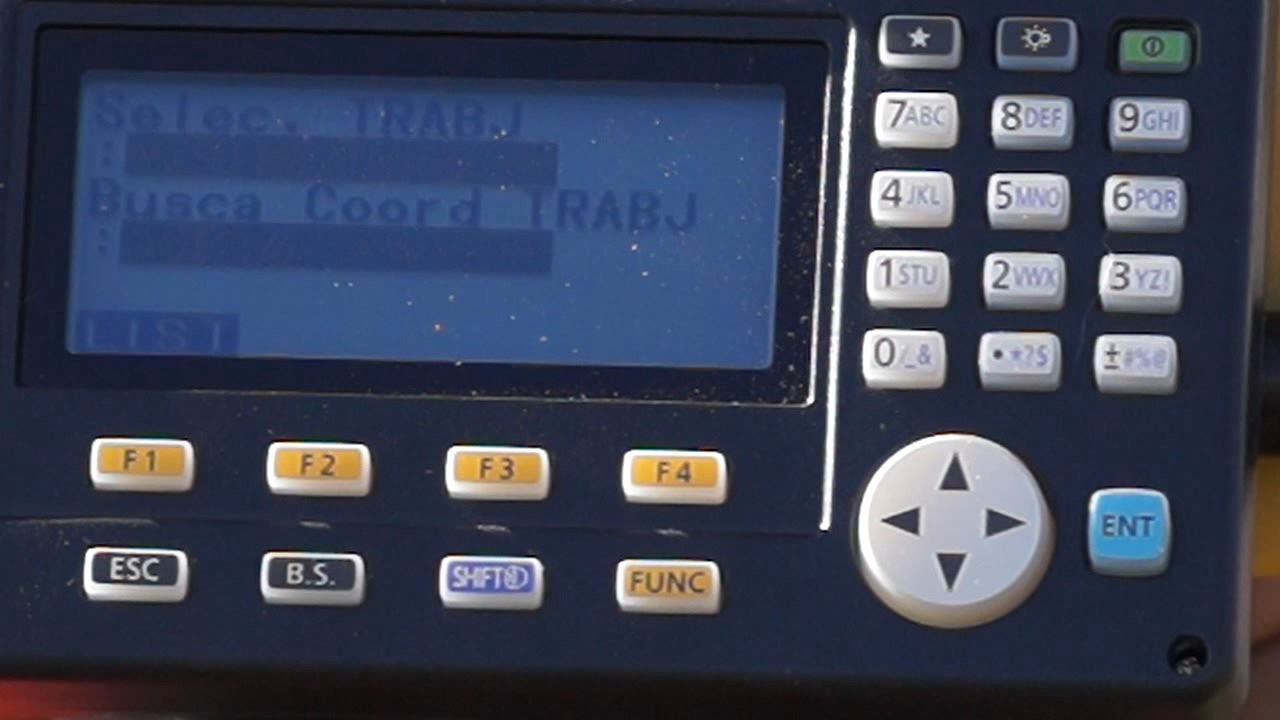 Selec. TRABJ
:
Busca Coord TRABJ
:
LIST
7ABC 8DEF 9GHI
4JKL 5MNO 6PQR
1STU 2VWX 3YZ!
0/_& •*?$ ±#%@
F1 F2 F3 F4
ESC B.S. SHIFT FUNC
ENT